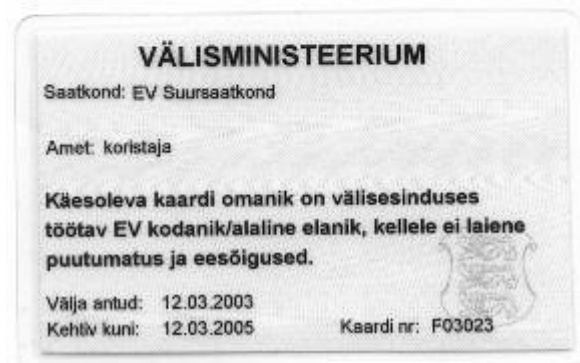 VÄLISMINISTEERIUM
Saatkond: EV Suursaatkond
Amet: koristaja
Käesoleva kaardi omanik on välisesinduses
töötav EV kodanik/alaline elanik, kellele ei laiene
puutumatus ja eesõigused.
Välja antud: 12.03.2003
Kehtiv kuni: 12.03.2005 Kaardi nr: F03023